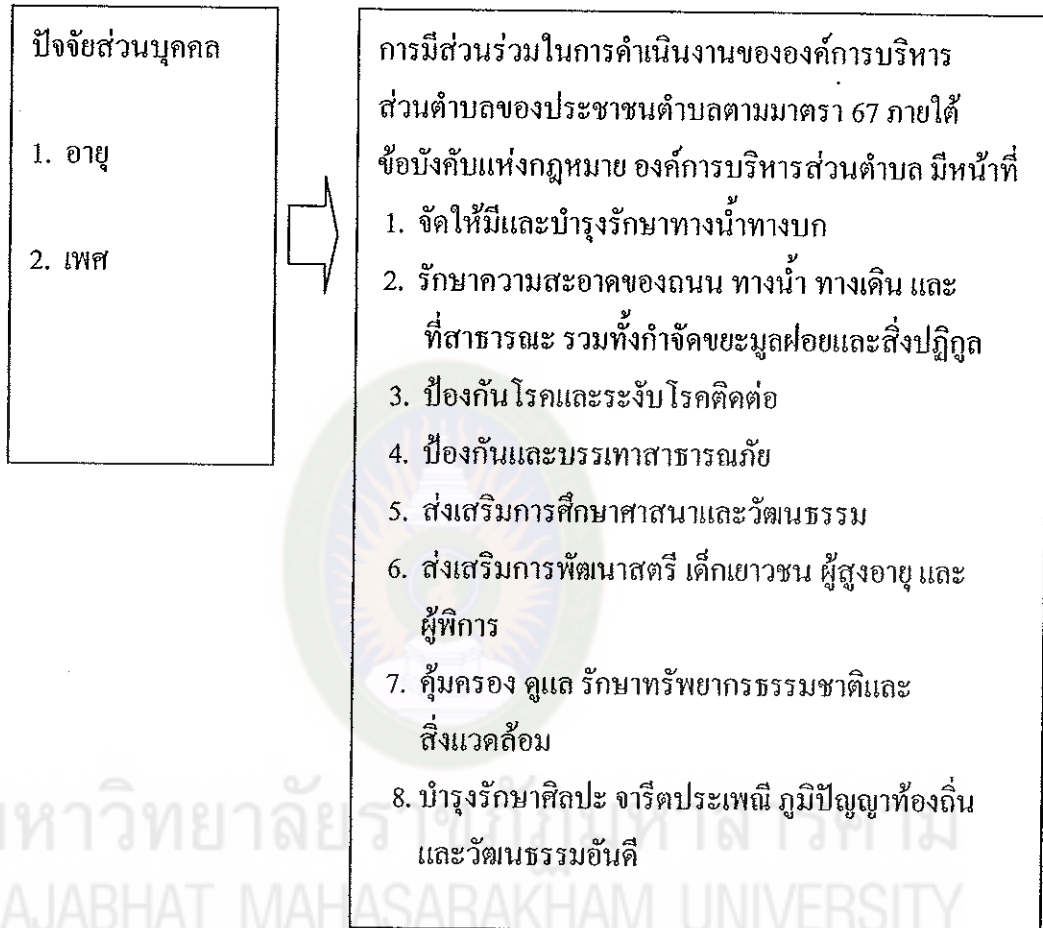 ปัจจัยส่วนบุคคล
1. อายุ
2. เพศ
การมีส่วนร่วมในการดำเนินงานขององค์การบริหาร
ส่วนตำบลของประชาชนตำบลตามมาตรา 67 ภายใต้
ข้อบังคับแห่งกฎหมาย องค์การบริหารส่วนตำบล มีหน้าที่
1. จัดให้มีและบำรุงรักษาทางน้ำทางบก
2. รักษาความสะอาดของถนน ทางน้ำ ทางเดิน และ
ที่สาธารณะ รวมทั้งกำจัดขยะมูลฝอยและสิ่งปฏิกูล
3. ป้องกันโรคและระงับโรคติดต่อ
4. ป้องกันและบรรเทาสาธารณภัย
5. ส่งเสริมการศึกษาศาสนาและวัฒนธรรม
6. ส่งเสริมการพัฒนาสตรี เด็กเยาวชน ผู้สูงอายุ และ
ผู้พิการ
7. คุ้มครอง ดูแล รักษาทรัพยากรธรรมชาติและ
สิ่งแวดล้อม
8. บำรุงรักษาศิลปะ จารีตประเพณี ภูมิปัญญาท้องถิ่น
และวัฒนธรรมอันดี
มหาวิทยาลัยราชภัฏมหาสารคาม
RAJABHAT MAHASARAKHAM UNIVERSITY